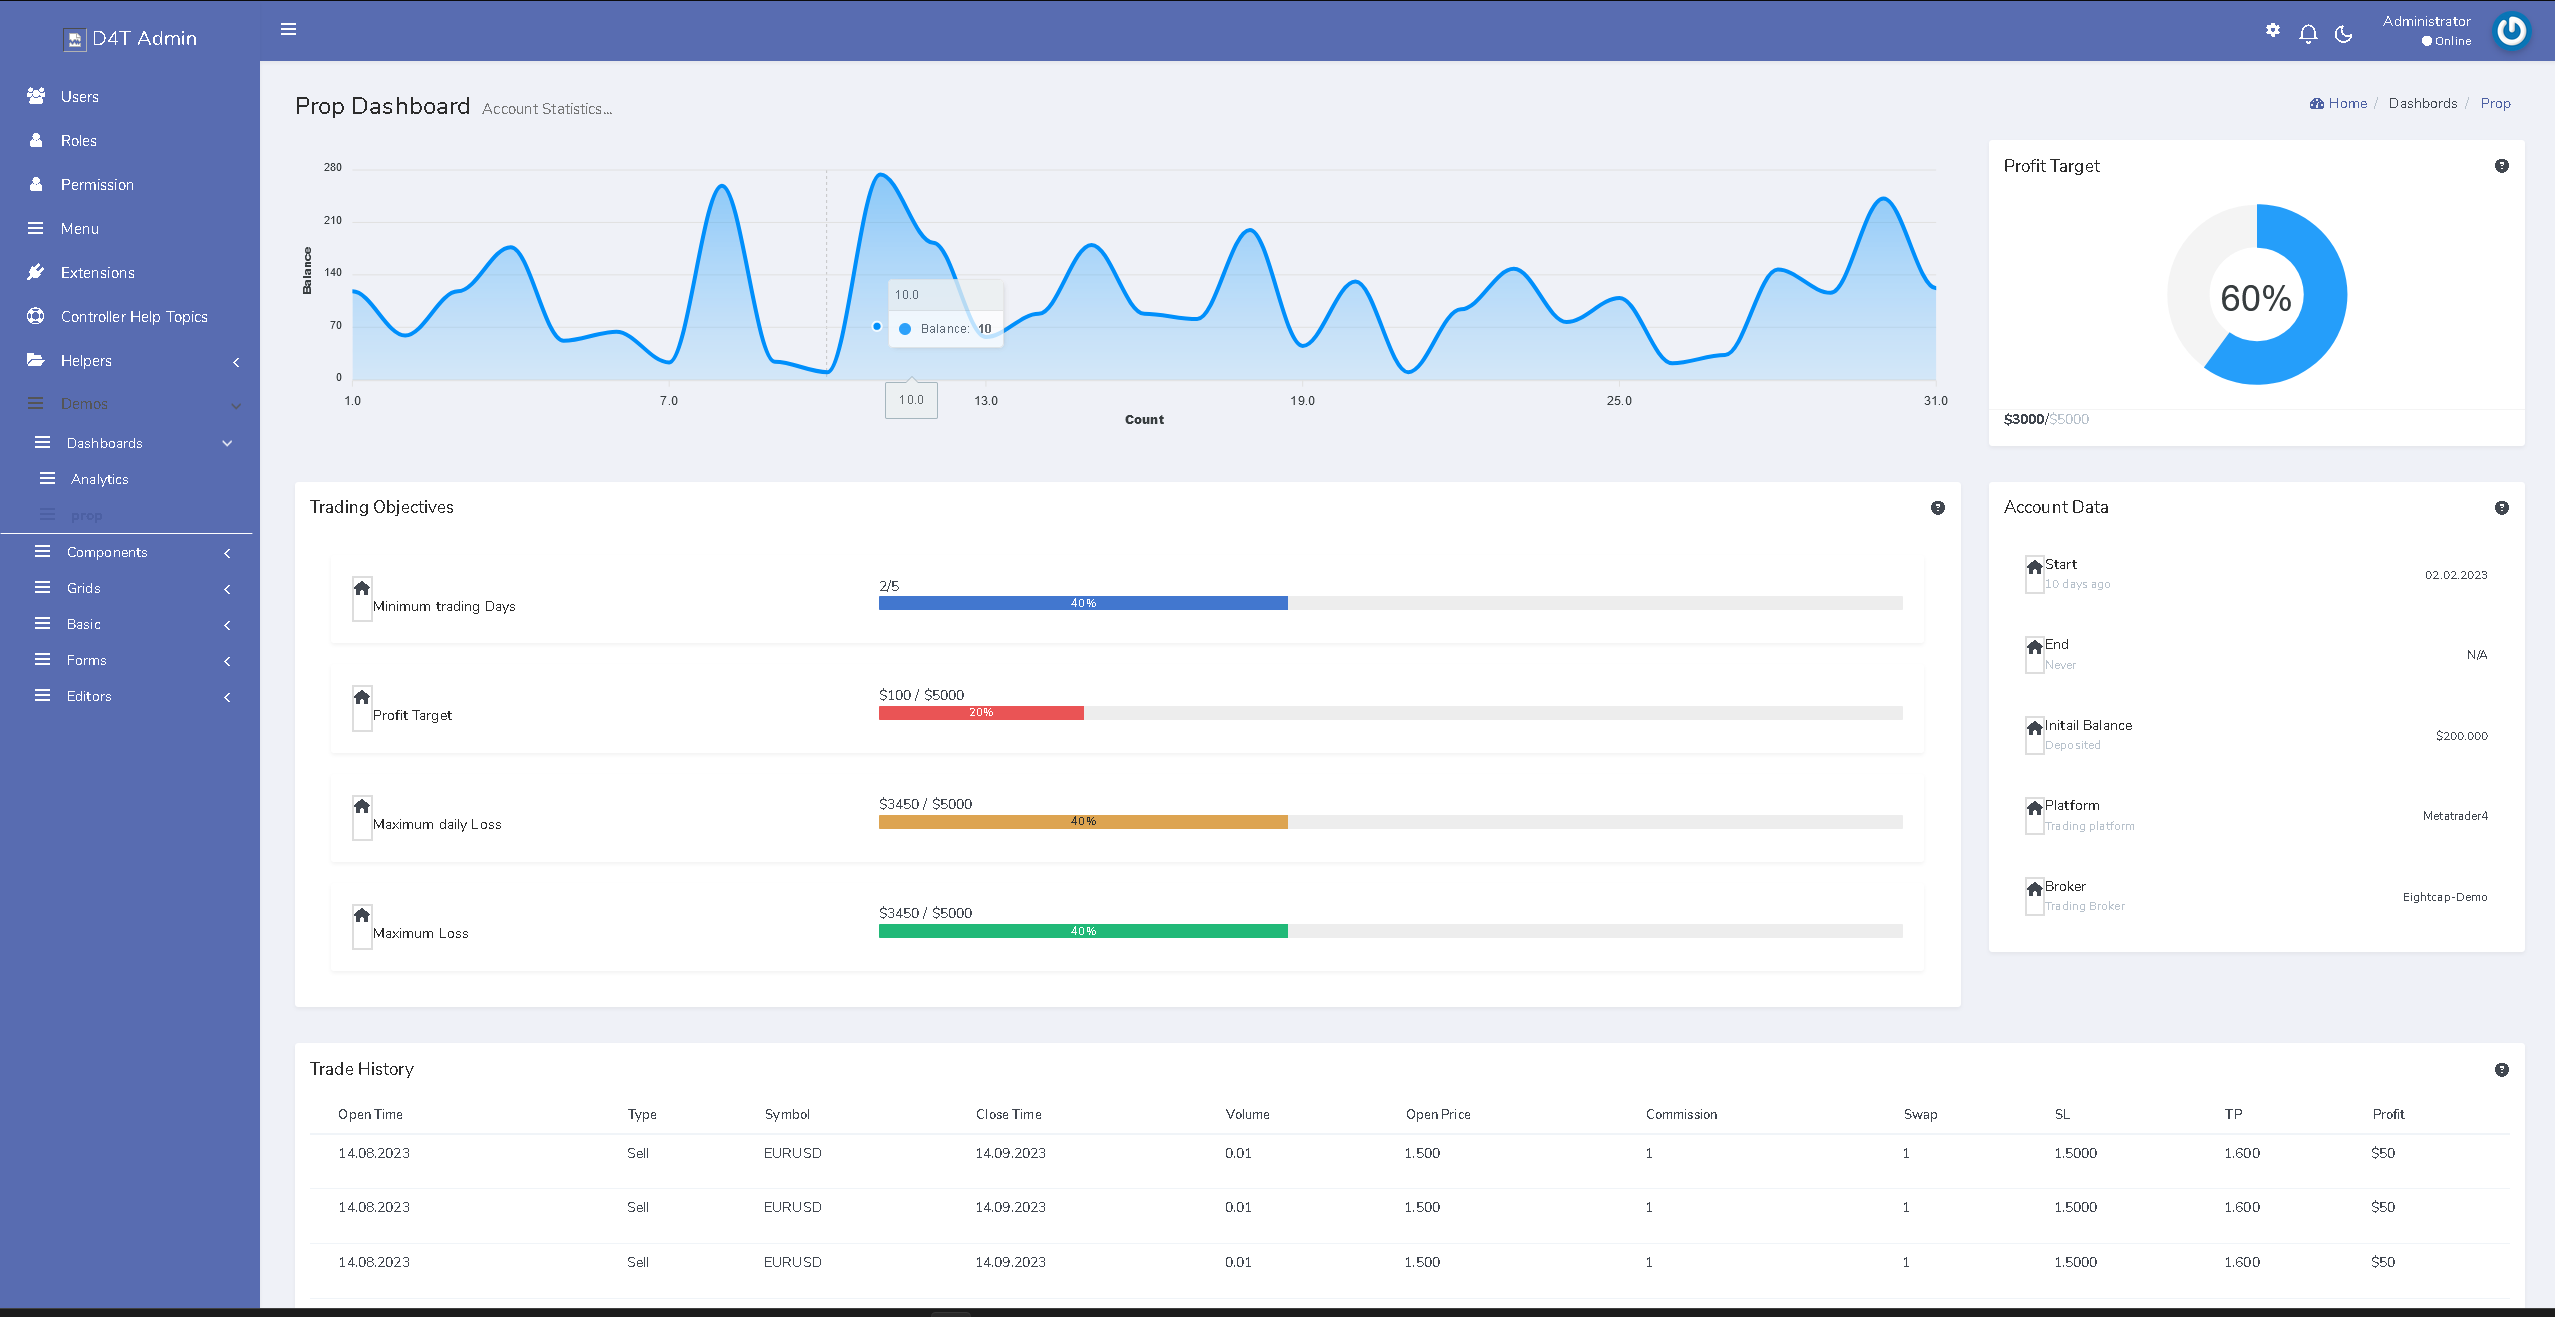 D4T Admin
Administrator
Online
Users
Roles
Permission
Menu
Extensions
Controller Help Topics
Helpers
Demos
Dashboards
Analytics
prop
Components
Grids
Basic
Forms
Editors
Prop Dashboard Account Statistics...
Home / Dashbords / Prop
280
210
140
70
0
Balance
1.0 7.0 13.0 19.0 25.0 31.0
Count
10.0
Balance: 10
10.0
Profit Target
60%
$3000/$5000
Trading Objectives
Minimum trading Days
2/5
40%
Profit Target
$100 / $5000
20%
Maximum daily Loss
$3450 / $5000
40%
Maximum Loss
$3450 / $5000
40%
Account Data
Start
10 days ago
02.02.2023
End
Never
N/A
Initail Balance
Deposited
$200.000
Platform
Trading platform
Metatrader4
Broker
Trading Broker
Eightcap-Demo
Trade History
Open Time Type Symbol Close Time Volume Open Price Commission Swap SL TP Profit
14.08.2023 Sell EURUSD 14.09.2023 0.01 1.500 1 1 1.5000 1.600 $50
14.08.2023 Sell EURUSD 14.09.2023 0.01 1.500 1 1 1.5000 1.600 $50
14.08.2023 Sell EURUSD 14.09.2023 0.01 1.500 1 1 1.5000 1.600 $50